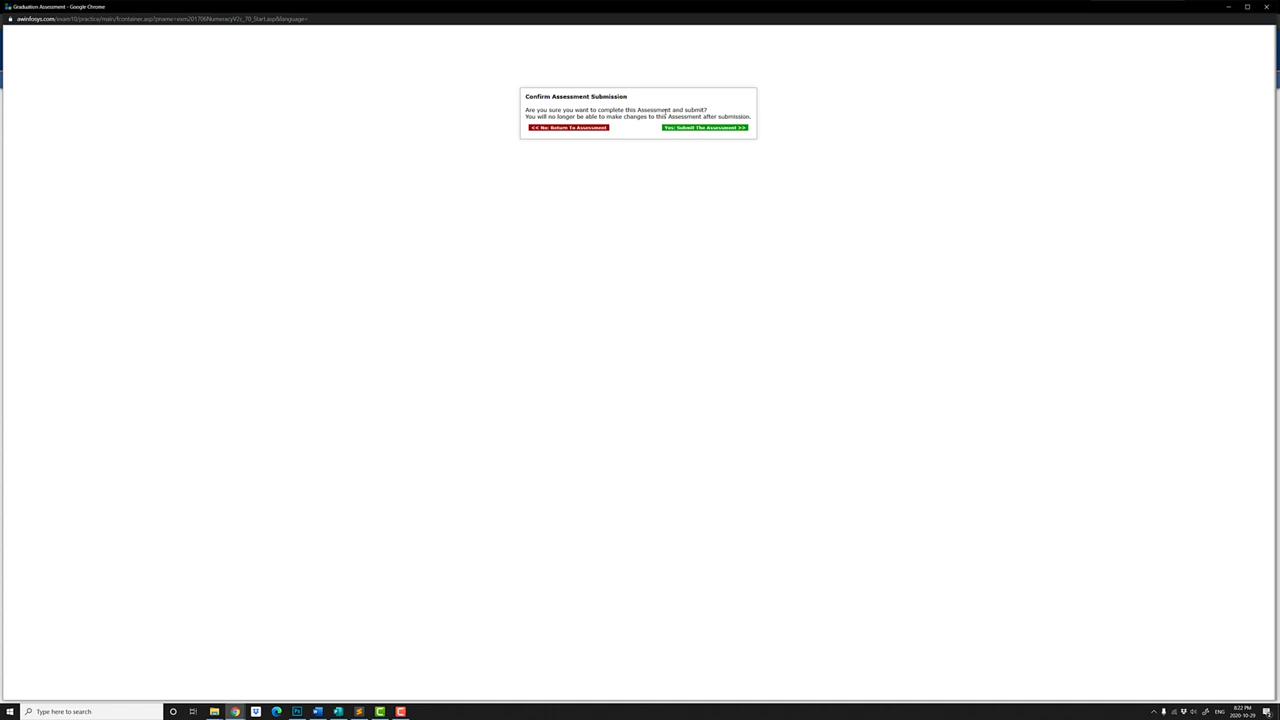 Graduation Assessment - Google Chrome
awinfosys.com/exam10/practice/main/fcontainer.asp?pname=exm201706NumeracyV2c_70_Start.asp&language=
Confirm Assessment Submission
Are you sure you want to complete this Assessment and submit?
You will no longer be able to make changes to this Assessment after submission.
<< No: Return To Assessment
Yes: Submit The Assessment >>
Type here to search
ENG
8:22 PM
2020-10-29